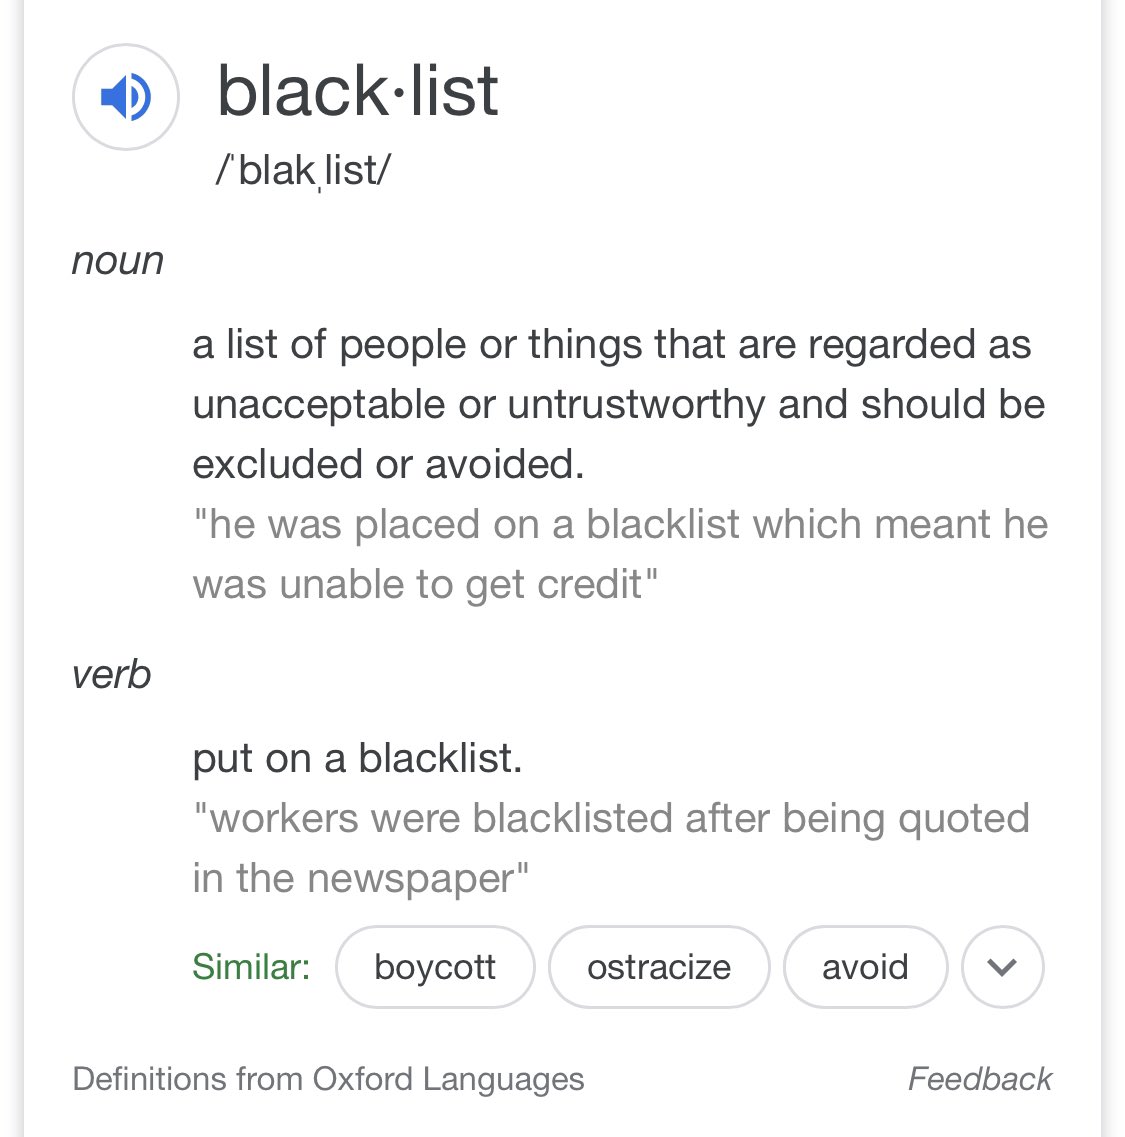 black·list
/ˈblakˌlist/
noun
a list of people or things that are regarded as
unacceptable or untrustworthy and should be
excluded or avoided.
"he was placed on a blacklist which meant he
was unable to get credit"
verb
put on a blacklist.
"workers were blacklisted after being quoted
in the newspaper"
Similar: boycott ostracize avoid
Definitions from Oxford Languages Feedback